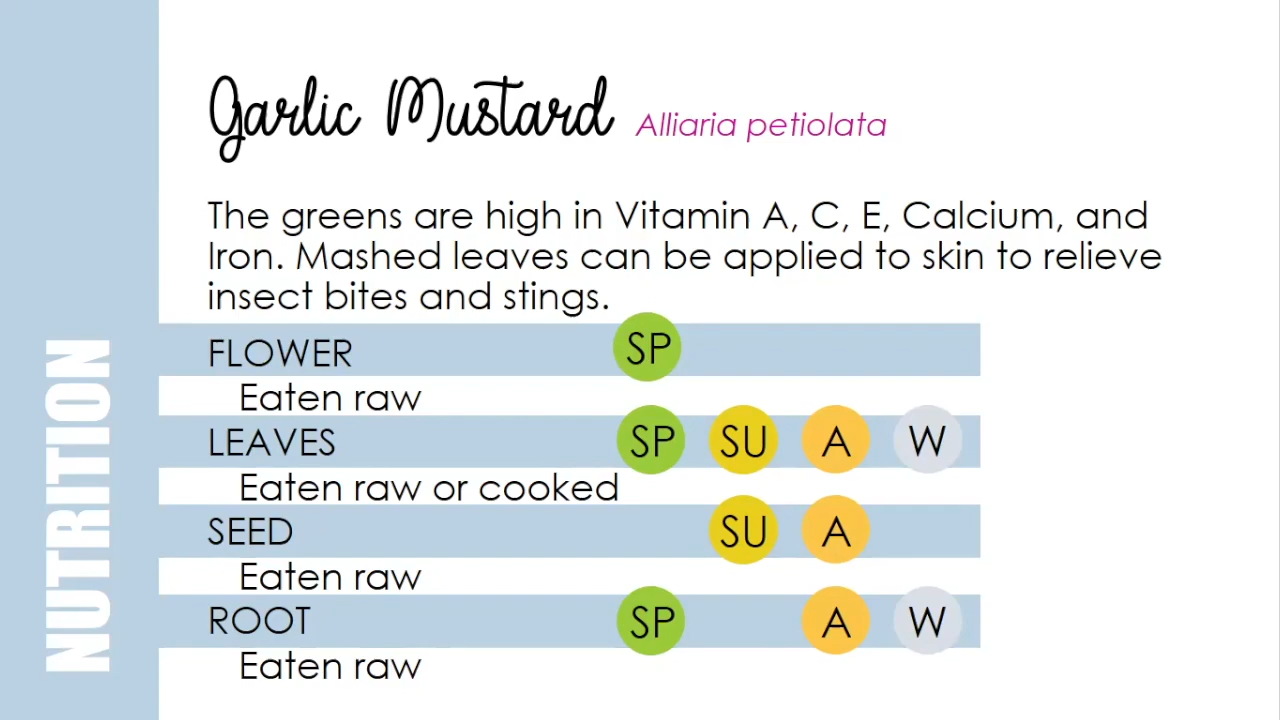 Garlic Mustard Alliaria petiolata
The greens are high in Vitamin A, C, E, Calcium, and
Iron. Mashed leaves can be applied to skin to relieve
insect bites and stings.
FLOWER SP
Eaten raw
LEAVES SP SU A W
Eaten raw or cooked
SEED SU A
Eaten raw
ROOT SP A W
Eaten raw
NUTRITION